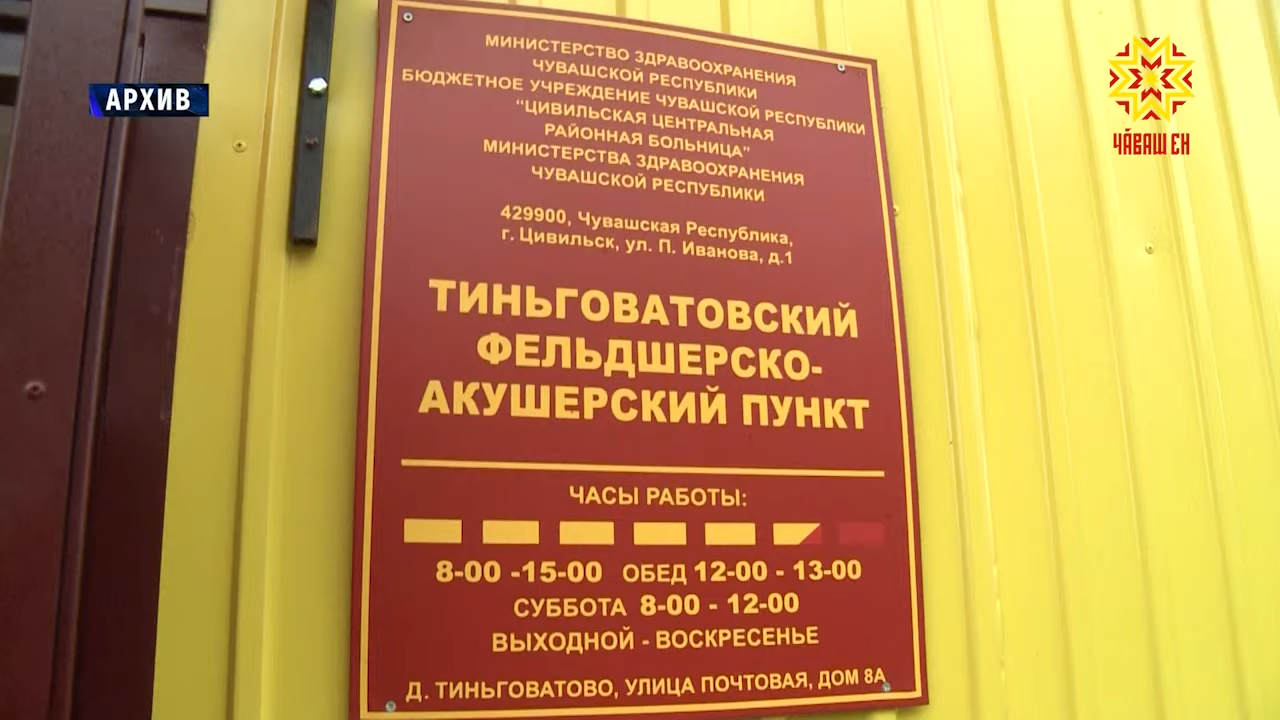 АРХИВ
ЧӐВАШ ЕН
МИНИСТЕРСТВО ЗДРАВООХРАНЕНИЯ
ЧУВАШСКОЙ РЕСПУБЛИКИ
БЮДЖЕТНОЕ УЧРЕЖДЕНИЕ ЧУВАШСКОЙ РЕСПУБЛИКИ
"ЦИВИЛЬСКАЯ ЦЕНТРАЛЬНАЯ
РАЙОННАЯ БОЛЬНИЦА"
МИНИСТЕРСТВА ЗДРАВООХРАНЕНИЯ
ЧУВАШСКОЙ РЕСПУБЛИКИ
429900, Чувашская Республика,
г. Цивильск, ул. П. Иванова, д.1
ТИНЬГОВАТОВСКИЙ
ФЕЛЬДШЕРСКО-
АКУШЕРСКИЙ ПУНКТ
ЧАСЫ РАБОТЫ:
8-00 -15-00 ОБЕД 12-00 - 13-00
СУББОТА 8-00 - 12-00
ВЫХОДНОЙ - ВОСКРЕСЕНЬЕ
Д. ТИНЬГОВАТОВО, УЛИЦА ПОЧТОВАЯ, ДОМ 8А